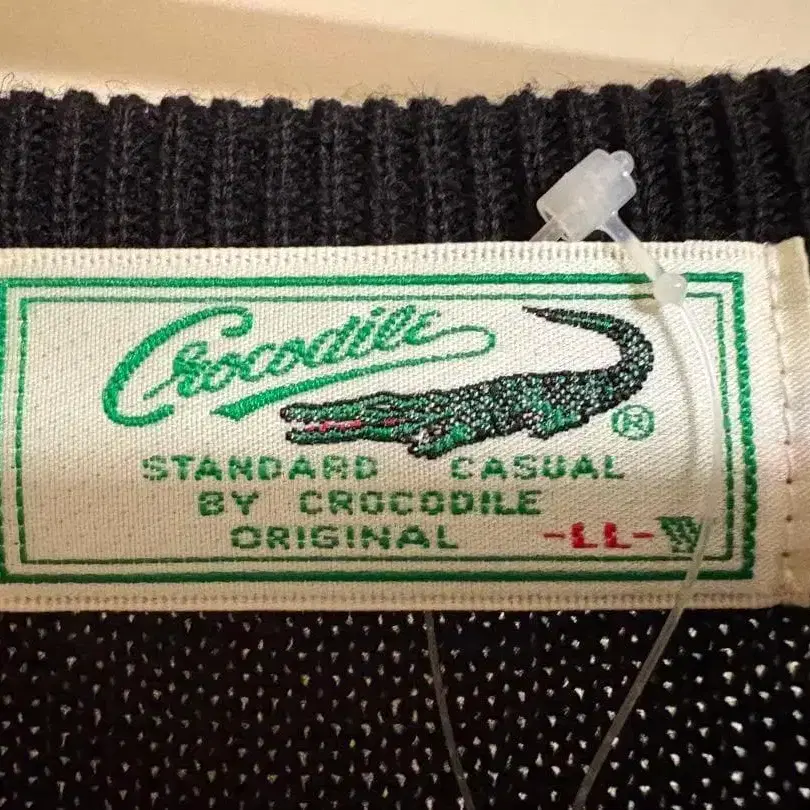 Crocodile
®
STANDARD CASUAL
BY CROCODILE
ORIGINAL -LL-